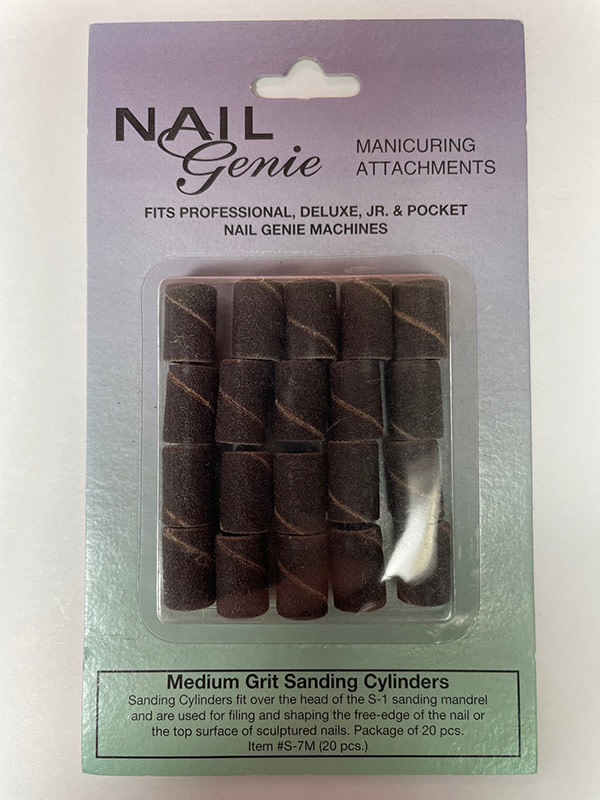 NAIL
Genie
MANICURING
ATTACHMENTS
FITS PROFESSIONAL, DELUXE, JR. & POCKET
NAIL GENIE MACHINES
Medium Grit Sanding Cylinders
Sanding Cylinders fit over the head of the S-1 sanding mandrel
and are used for filing and shaping the free-edge of the nail or
the top surface of sculptured nails. Package of 20 pcs.
Item #S-7M (20 pcs.)